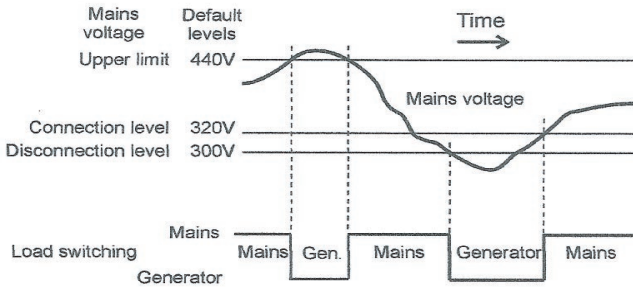 Mains voltage
Default levels
Time
Upper limit 440V
Mains voltage
Connection level 320V
Disconnection level 300V
Mains
Load switching
Mains Gen. Mains Generator Mains
Generator